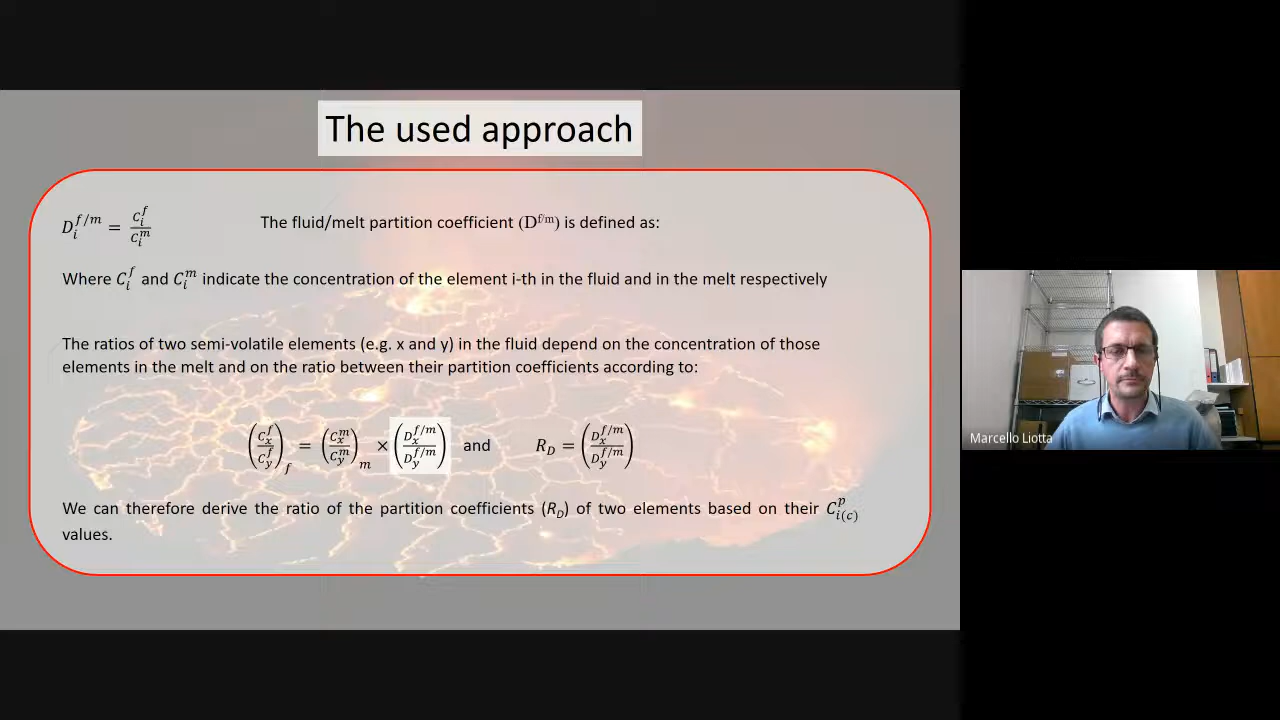 The used approach
D_i^{f/m} = C_i^f / C_i^m The fluid/melt partition coefficient (D^{f/m}) is defined as:
Where C_i^f and C_i^m indicate the concentration of the element i-th in the fluid and in the melt respectively
The ratios of two semi-volatile elements (e.g. x and y) in the fluid depend on the concentration of those
elements in the melt and on the ratio between their partition coefficients according to:
(C_x^f / C_y^f)_f = (C_x^m / C_y^m)_m × (D_x^{f/m} / D_y^{f/m}) and R_D = (D_x^{f/m} / D_y^{f/m})
We can therefore derive the ratio of the partition coefficients (R_D) of two elements based on their C_{i(c)}^p
values.
Marcello Liotta